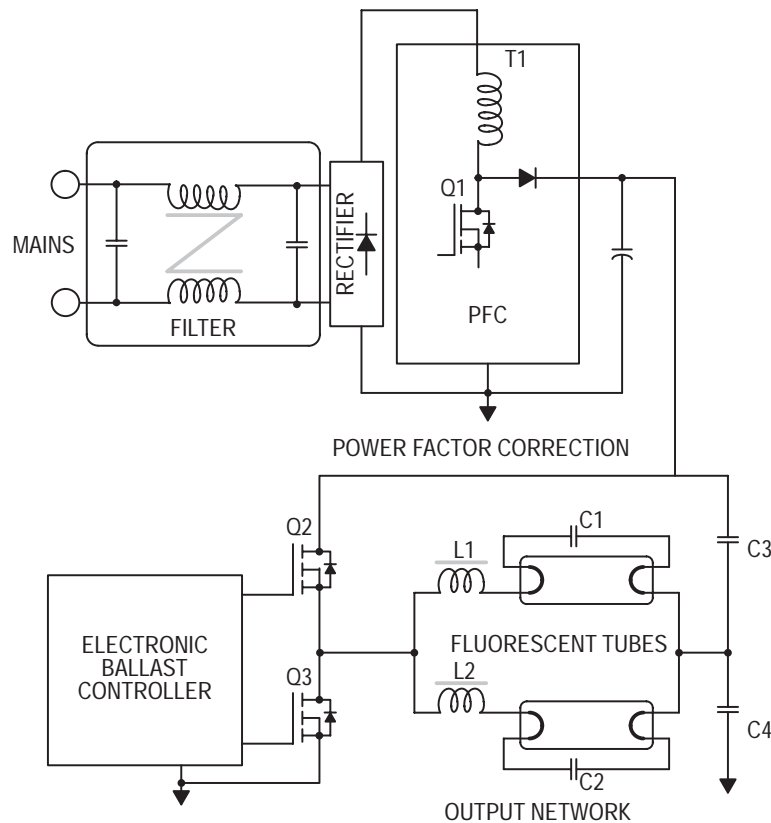 T1
Q1
MAINS
FILTER
RECTIFIER
PFC
POWER FACTOR CORRECTION
Q2
C1
L1
C3
ELECTRONIC
BALLAST
CONTROLLER
FLUORESCENT TUBES
Q3
L2
C4
C2
OUTPUT NETWORK